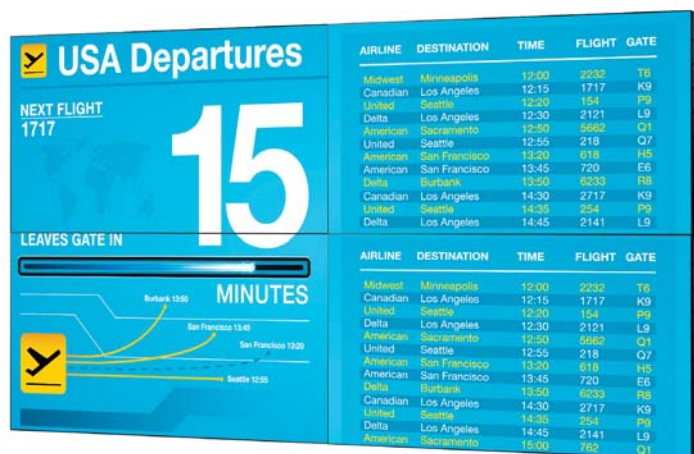 USA Departures
NEXT FLIGHT
1717
15
LEAVES GATE IN
MINUTES
Burbank 13:50
San Francisco 13:45
San Francisco 13:20
Seattle 12:55
AIRLINE DESTINATION TIME FLIGHT GATE
Midwest Minneapolis 12:00 2232 T6
Canadian Los Angeles 12:15 1717 K9
United Seattle 12:20 154 P9
Delta Los Angeles 12:30 2121 L9
American Sacramento 12:50 5662 Q1
United Seattle 12:55 218 Q7
American San Francisco 13:20 618 H5
American San Francisco 13:45 720 E6
Delta Burbank 13:50 6233 R8
Canadian Los Angeles 14:30 2717 K9
United Seattle 14:35 254 P9
Delta Los Angeles 14:45 2141 L9
AIRLINE DESTINATION TIME FLIGHT GATE
Midwest Minneapolis 12:00 2232 T6
Canadian Los Angeles 12:15 1717 K9
United Seattle 12:20 154 P9
Delta Los Angeles 12:30 2121 L9
American Sacramento 12:50 5662 Q1
United Seattle 12:55 218 Q7
American San Francisco 13:20 618 H5
American San Francisco 13:45 720 E6
Delta Burbank 13:50 6233 R8
Canadian Los Angeles 14:30 2717 K9
United Seattle 14:35 254 P9
Delta Los Angeles 14:45 2141 L9
American Sacramento 15:00 762 Q1